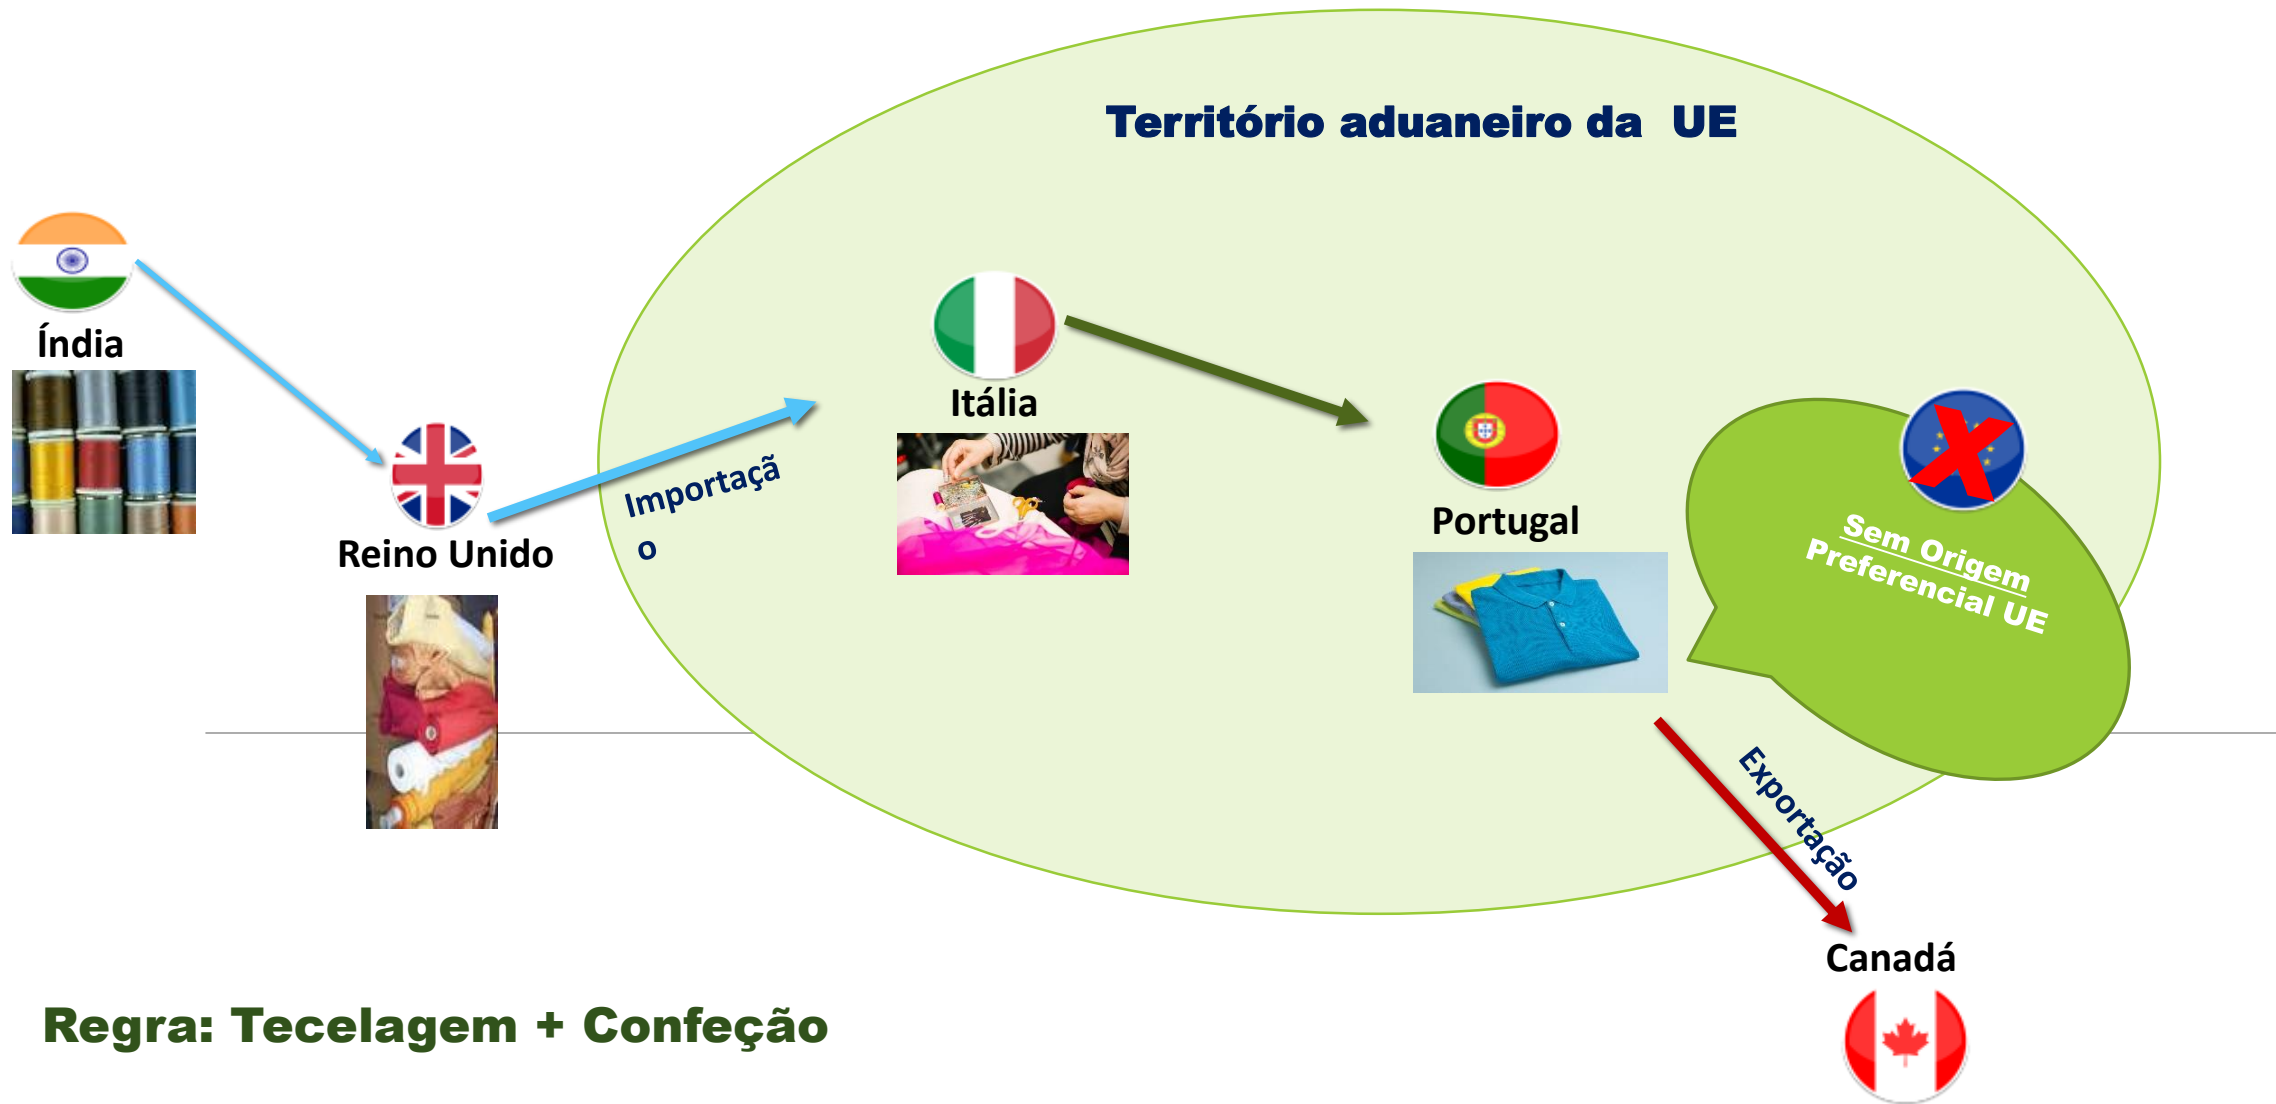 Território aduaneiro da UE
Índia
Reino Unido
Importaçã
o
Itália
Portugal
Sem Origem
Preferencial UE
Exportação
Canadá
Regra: Tecelagem + Confeção